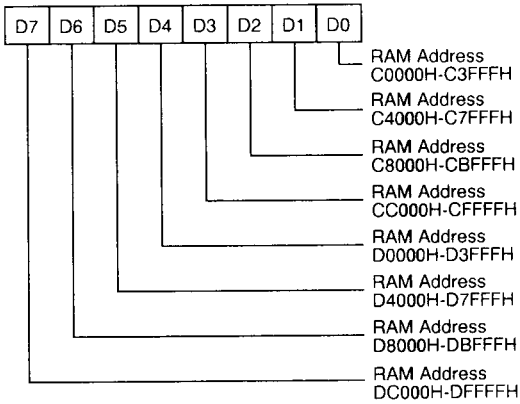 D7 D6 D5 D4 D3 D2 D1 D0
RAM Address
C0000H-C3FFFH
RAM Address
C4000H-C7FFFH
RAM Address
C8000H-CBFFFH
RAM Address
CC000H-CFFFFH
RAM Address
D0000H-D3FFFH
RAM Address
D4000H-D7FFFH
RAM Address
D8000H-DBFFFH
RAM Address
DC000H-DFFFFH